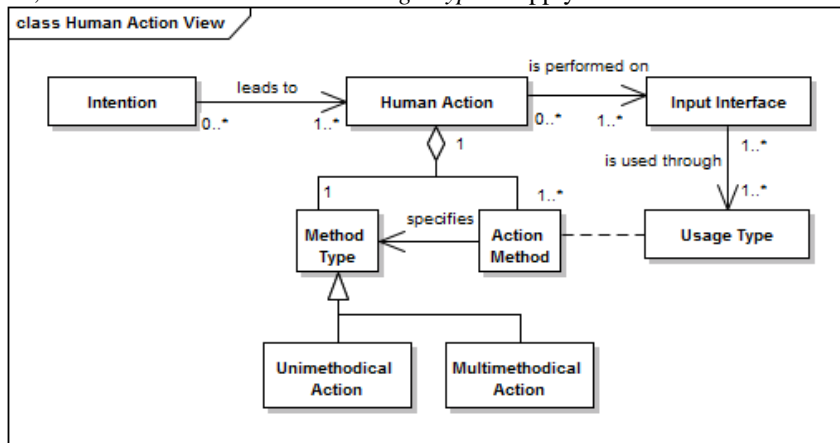 class Human Action View
is performed on
leads to
Intention
Human Action
Input Interface
0..*
1..*
0..*
1..*
1
1..*
is used through
1
1..*
1..*
specifies
Method
Type
Action
Method
Usage Type
Unimethodical
Action
Multimethodical
Action